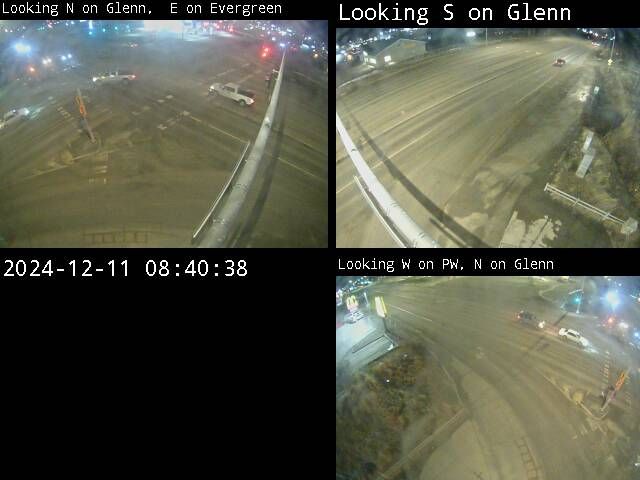 Looking N on Glenn,  E on Evergreen
Looking S on Glenn
2024-12-11 08:40:38
Looking W on PW, N on Glenn